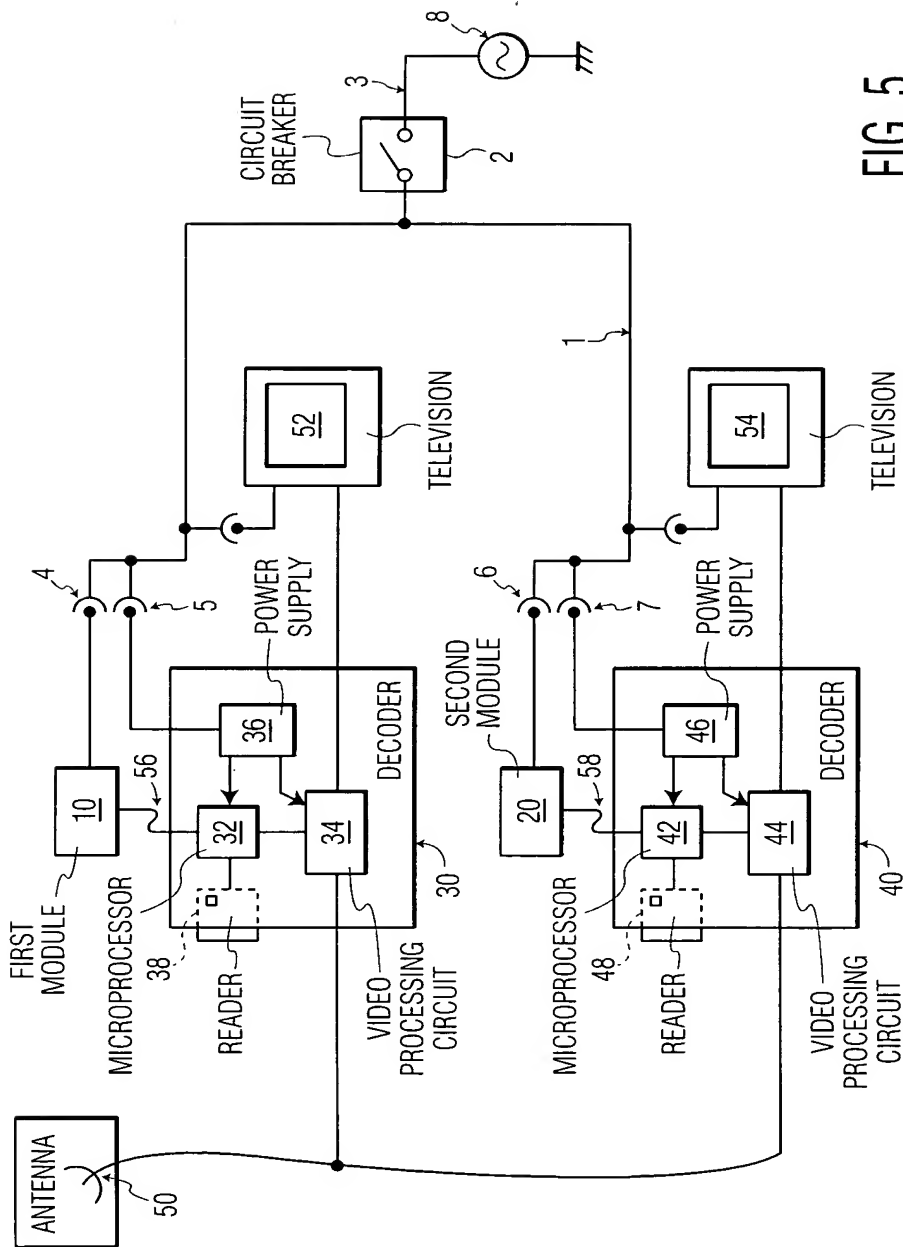 ANTENNA
50
FIRST
MODULE
10
56
4
5
MICROPROCESSOR
32
36
POWER
SUPPLY
38
READER
34
VIDEO
PROCESSING
CIRCUIT
DECODER
30
52
TELEVISION
CIRCUIT
BREAKER
2
3
8
1
SECOND
MODULE
20
58
6
7
MICROPROCESSOR
42
46
POWER
SUPPLY
48
READER
44
VIDEO
PROCESSING
CIRCUIT
DECODER
40
54
TELEVISION
FIG. 5